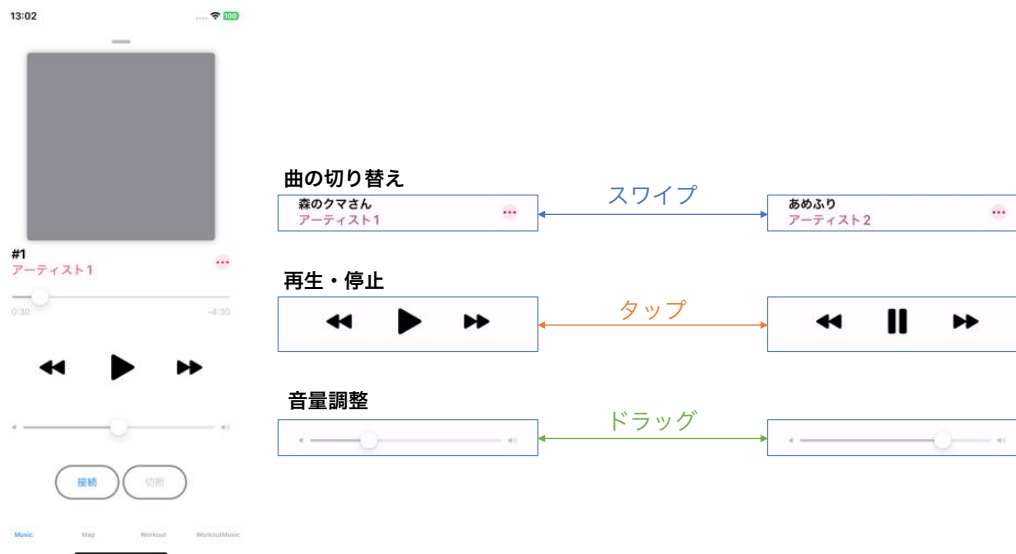 13:02
100
#1
アーティスト1
0:30
-4:30
接続
切断
Music
Map
Workout
WorkoutMusic
曲の切り替え
森のクマさん
アーティスト1
スワイプ
あめふり
アーティスト2
再生・停止
タップ
音量調整
ドラッグ